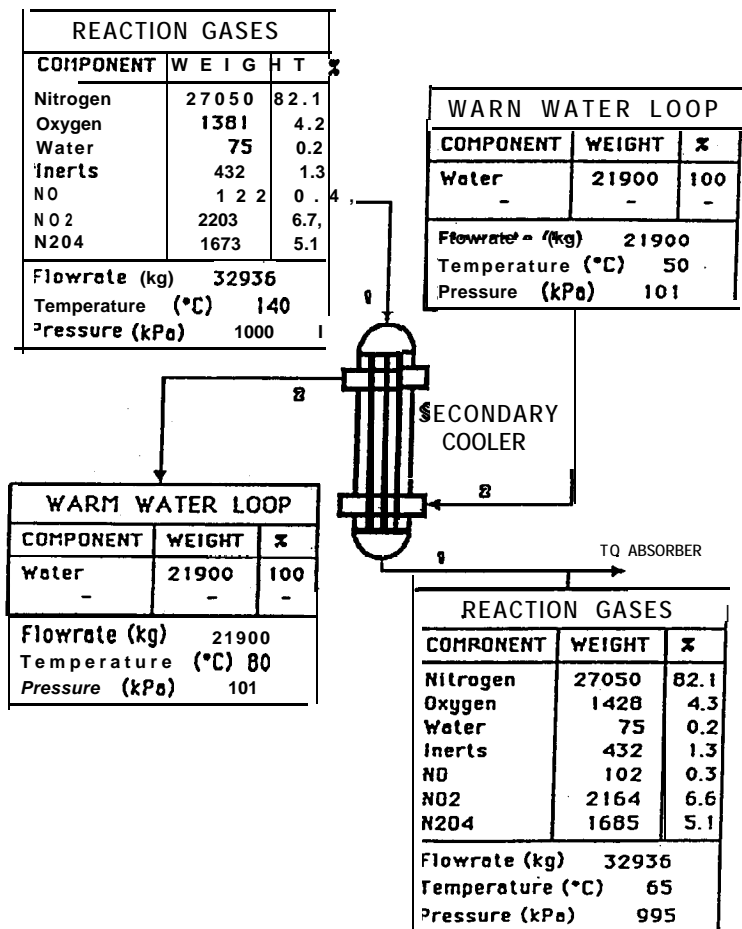 REACTION GASES
COMPONENT WEIGHT %
Nitrogen 27050 82.1
Oxygen 1381 4.2
Water 75 0.2
Inerts 432 1.3
NO 122 0.4,
NO2 2203 6.7,
N204 1673 5.1
Flowrate (kg) 32936
Temperature (°C) 140
Pressure (kPa) 1000
WARN WATER LOOP
COMPONENT WEIGHT %
Water 21900 100
- -
Flowrate - (kg) 21900
Temperature (°C) 50
Pressure (kPa) 101
1
2
SECONDARY
COOLER
2
WARM WATER LOOP
COMPONENT WEIGHT %
Water 21900 100
- - -
Flowrate (kg) 21900
Temperature (°C) 80
Pressure (kPa) 101
1
TQ ABSORBER
REACTION GASES
COMRONENT WEIGHT %
Nitrogen 27050 82.1
Oxygen 1428 4.3
Water 75 0.2
Inerts 432 1.3
NO 102 0.3
NO2 2164 6.6
N204 1685 5.1
Flowrate (kg) 32936
Temperature (°C) 65
Pressure (kPa) 995